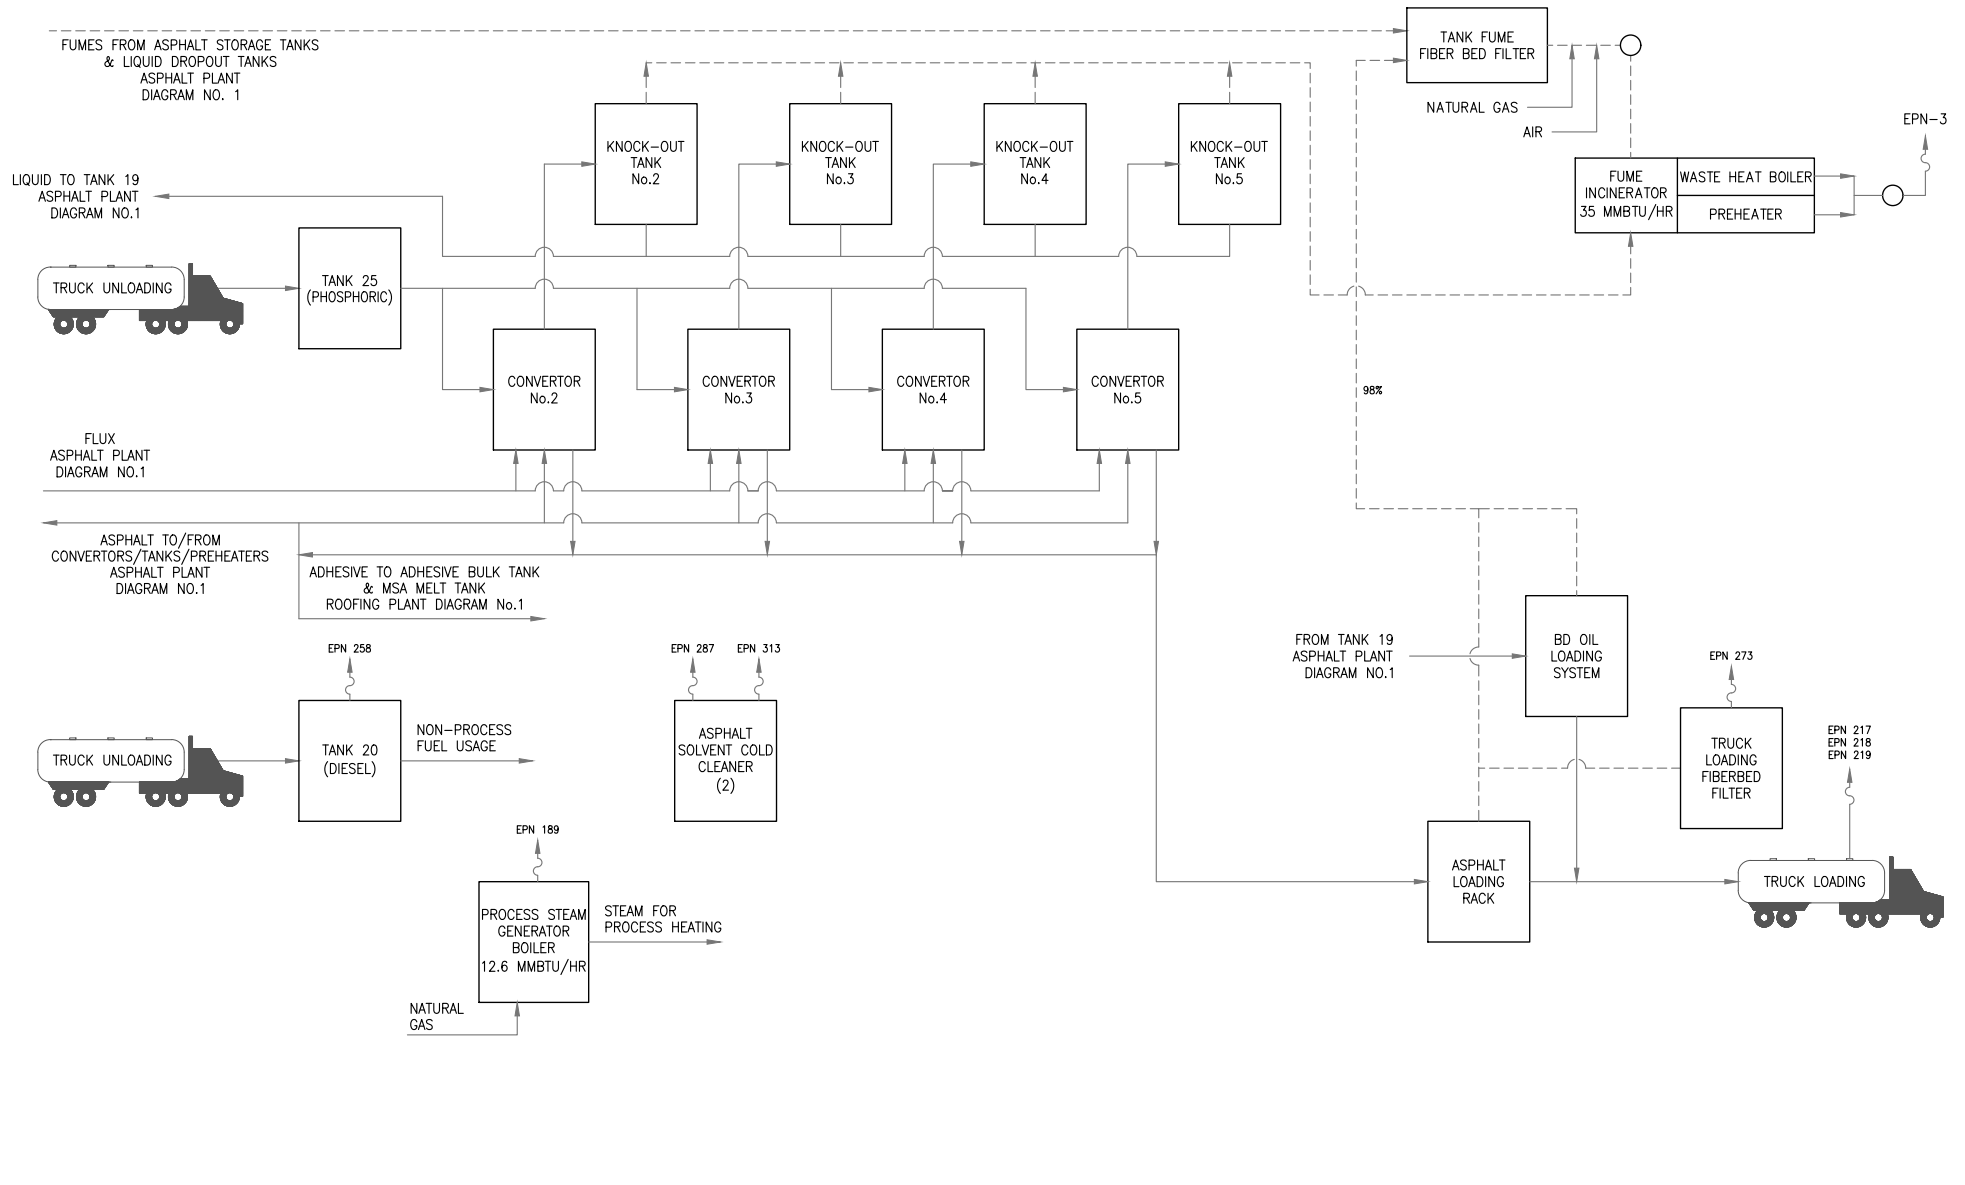 FUMES FROM ASPHALT STORAGE TANKS
& LIQUID DROPOUT TANKS
ASPHALT PLANT
DIAGRAM NO. 1
TANK FUME
FIBER BED FILTER
NATURAL GAS
AIR
EPN-3
KNOCK-OUT
TANK
No.2
KNOCK-OUT
TANK
No.3
KNOCK-OUT
TANK
No.4
KNOCK-OUT
TANK
No.5
FUME
INCINERATOR
35 MMBTU/HR
WASTE HEAT BOILER
PREHEATER
LIQUID TO TANK 19
ASPHALT PLANT
DIAGRAM NO.1
TRUCK UNLOADING
TANK 25
(PHOSPHORIC)
CONVERTOR
No.2
CONVERTOR
No.3
CONVERTOR
No.4
CONVERTOR
No.5
98%
FLUX
ASPHALT PLANT
DIAGRAM NO.1
ASPHALT TO/FROM
CONVERTORS/TANKS/PREHEATERS
ASPHALT PLANT
DIAGRAM NO.1
ADHESIVE TO ADHESIVE BULK TANK
& MSA MELT TANK
ROOFING PLANT DIAGRAM No.1
EPN 258
EPN 287
EPN 313
FROM TANK 19
ASPHALT PLANT
DIAGRAM NO.1
BD OIL
LOADING
SYSTEM
EPN 273
TRUCK UNLOADING
TANK 20
(DIESEL)
NON-PROCESS
FUEL USAGE
ASPHALT
SOLVENT COLD
CLEANER
(2)
TRUCK
LOADING
FIBERBED
FILTER
EPN 217
EPN 218
EPN 219
EPN 189
PROCESS STEAM
GENERATOR
BOILER
12.6 MMBTU/HR
STEAM FOR
PROCESS HEATING
NATURAL
GAS
ASPHALT
LOADING
RACK
TRUCK LOADING